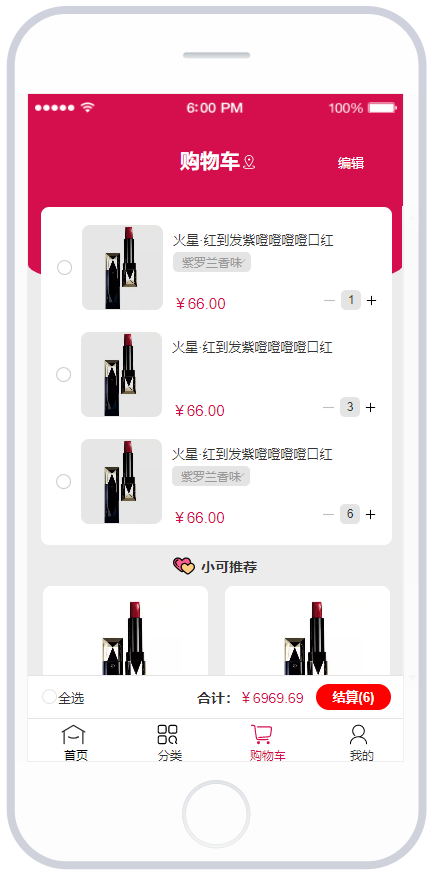 6:00 PM 100%
购物车 编辑
火星·红到发紫噔噔噔噔口红
紫罗兰香味
￥66.00 — 1 +
火星·红到发紫噔噔噔噔口红
￥66.00 — 3 +
火星·红到发紫噔噔噔噔口红
紫罗兰香味
￥66.00 — 6 +
小可推荐
全选 合计：￥6969.69 结算(6)
首页 分类 购物车 我的